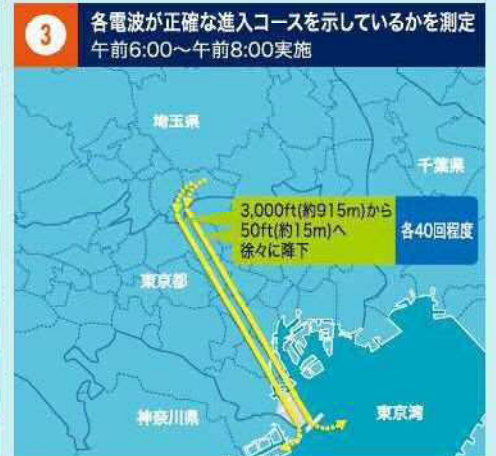 3
各電波が正確な進入コースを示しているかを測定
午前6:00～午前8:00実施
埼玉県
千葉県
3,000ft(約915m)から
50ft(約15m)へ
徐々に降下
各40回程度
東京都
神奈川県
東京湾